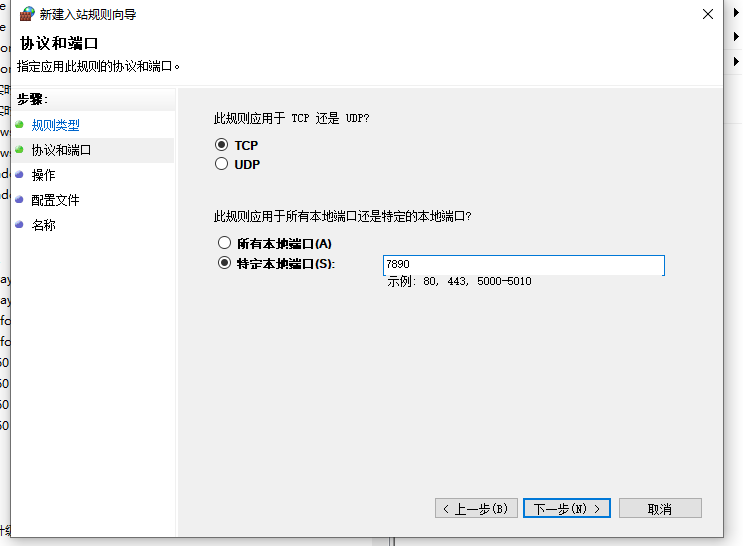 新建入站规则向导
协议和端口
指定应用此规则的协议和端口。
步骤:
规则类型
协议和端口
操作
配置文件
名称
此规则应用于 TCP 还是 UDP?
TCP
UDP
此规则应用于所有本地端口还是特定的本地端口?
所有本地端口(A)
特定本地端口(S):
7890
示例: 80, 443, 5000-5010
< 上一步(B)
下一步(N) >
取消